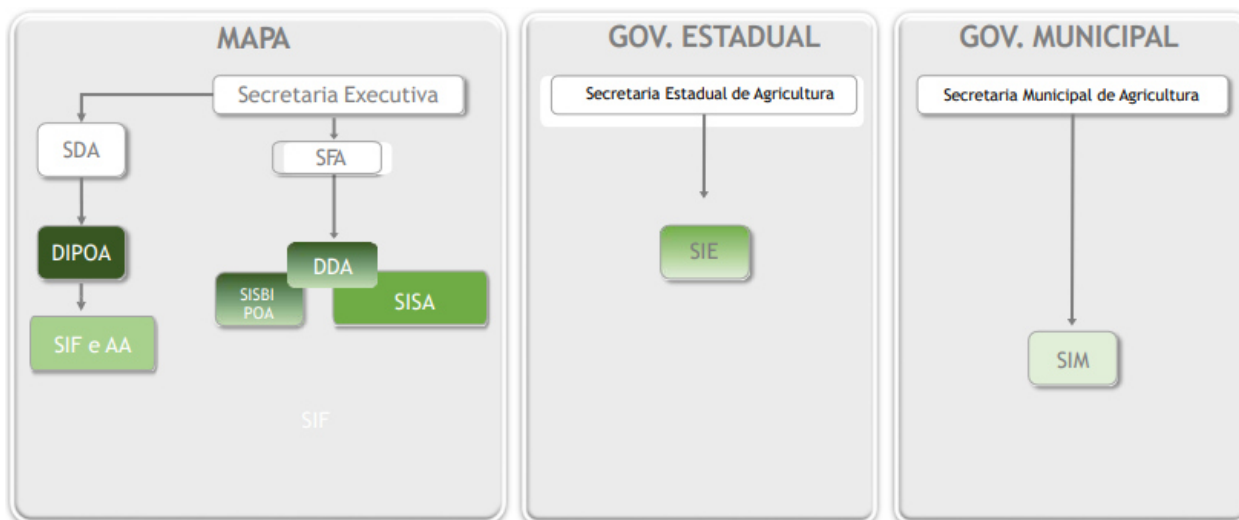 MAPA
Secretaria Executiva
SDA
SFA
DIPOA
DDA
SISBI
POA
SISA
SIF e AA
SIF
GOV. ESTADUAL
Secretaria Estadual de Agricultura
SIE
GOV. MUNICIPAL
Secretaria Municipal de Agricultura
SIM